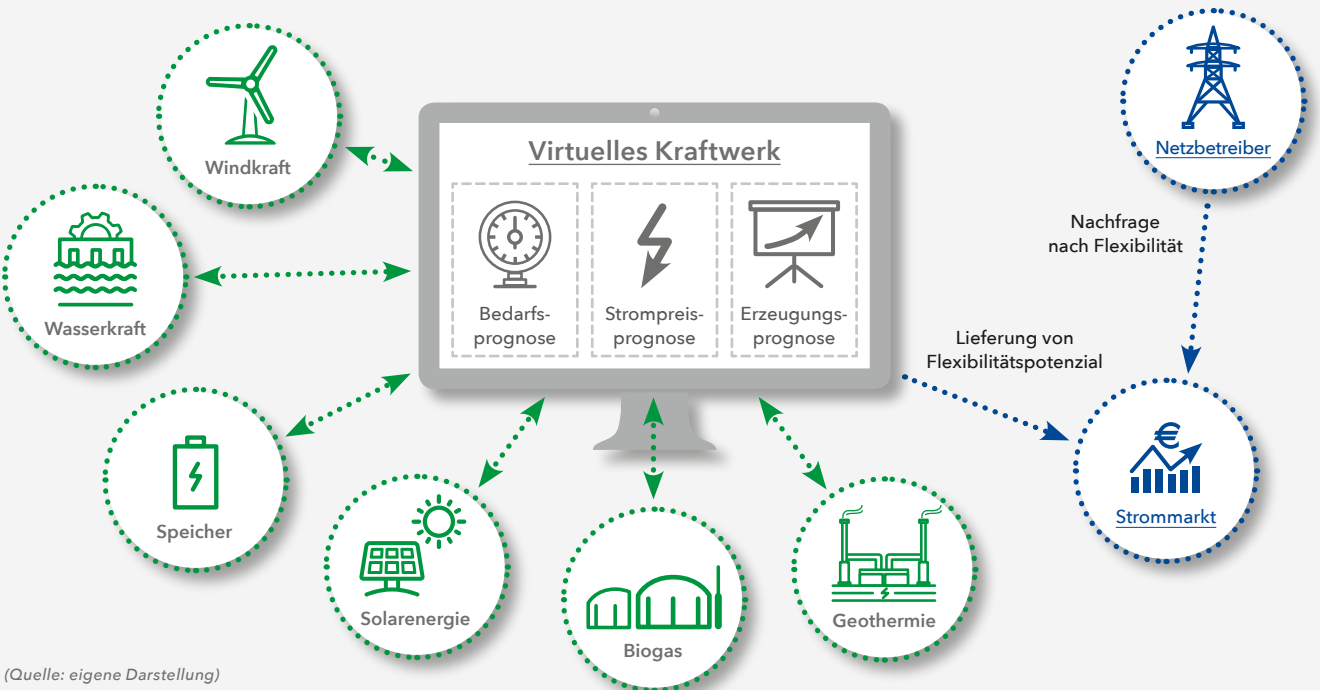 Windkraft
Wasserkraft
Speicher
Solarenergie
Biogas
Geothermie
Virtuelles Kraftwerk
Bedarfs-
prognose
Strompreis-
prognose
Erzeugungs-
prognose
Netzbetreiber
Nachfrage
nach Flexibilität
Lieferung von
Flexibilitätspotenzial
€
Strommarkt
(Quelle: eigene Darstellung)